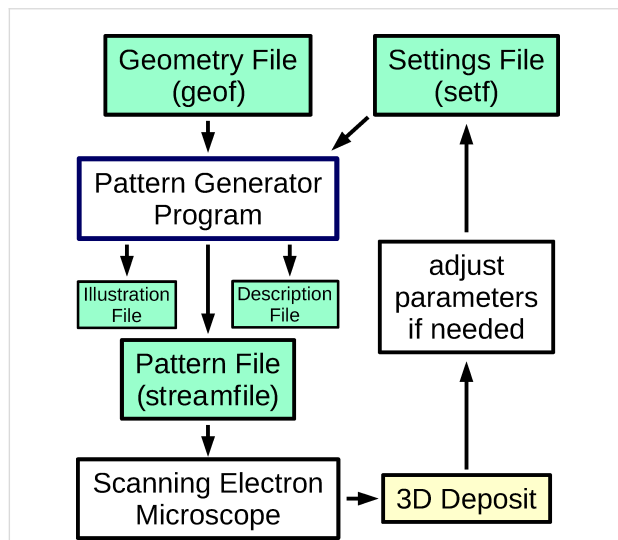 Geometry File
(geof)
Settings File
(setf)
Pattern Generator
Program
adjust
parameters
if needed
Illustration
File
Description
File
Pattern File
(streamfile)
Scanning Electron
Microscope
3D Deposit